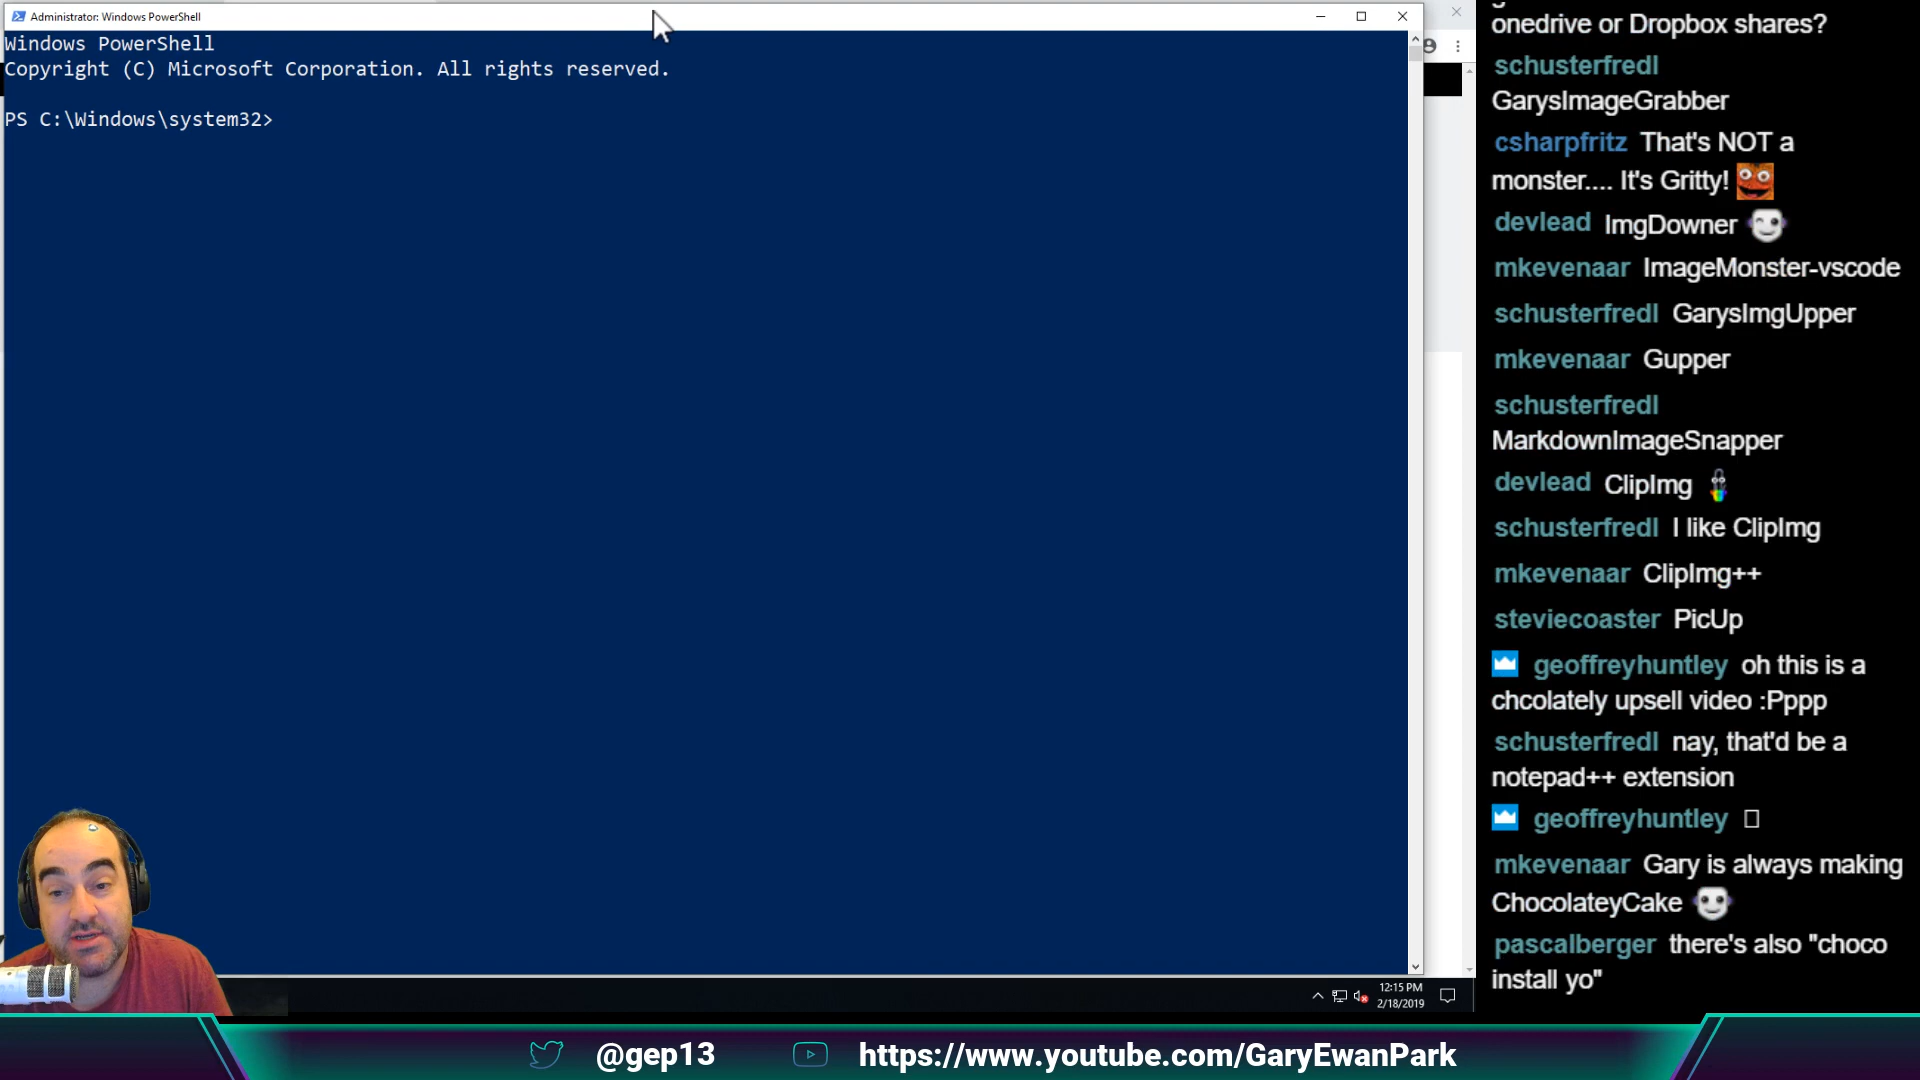 Administrator: Windows PowerShell
Windows PowerShell
Copyright (C) Microsoft Corporation. All rights reserved.
PS C:\Windows\system32>
12:15 PM
2/18/2019
onedrive or Dropbox shares?
schusterfredl
GarysImageGrabber
csharpfritz That's NOT a
monster.... It's Gritty!
devlead ImgDowner
mkevenaar ImageMonster-vscode
schusterfredl GarysImgUpper
mkevenaar Gupper
schusterfredl
MarkdownImageSnapper
devlead ClipImg
schusterfredl I like ClipImg
mkevenaar ClipImg++
steviecoaster PicUp
geoffreyhuntley oh this is a
chcolately upsell video :Pppp
schusterfredl nay, that'd be a
notepad++ extension
geoffreyhuntley
mkevenaar Gary is always making
ChocolateyCake
pascalberger there's also "choco
install yo"
@gep13
https://www.youtube.com/GaryEwanPark